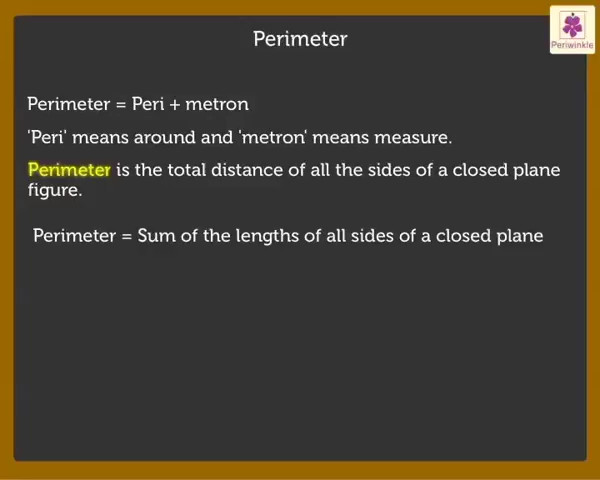 Perimeter
Periwinkle
Perimeter = Peri + metron
'Peri' means around and 'metron' means measure.
Perimeter is the total distance of all the sides of a closed plane
figure.
Perimeter = Sum of the lengths of all sides of a closed plane